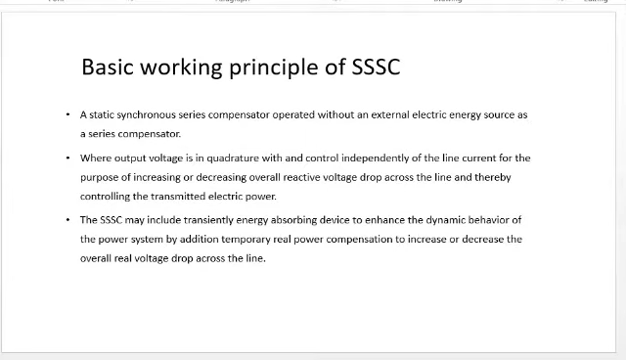 Basic working principle of SSSC
• A static synchronous series compensator operated without an external electric energy source as
a series compensator.
• Where output voltage is in quadrature with and control independently of the line current for the
purpose of increasing or decreasing overall reactive voltage drop across the line and thereby
controlling the transmitted electric power.
• The SSSC may include transiently energy absorbing device to enhance the dynamic behavior of
the power system by addition temporary real power compensation to increase or decrease the
overall real voltage drop across the line.